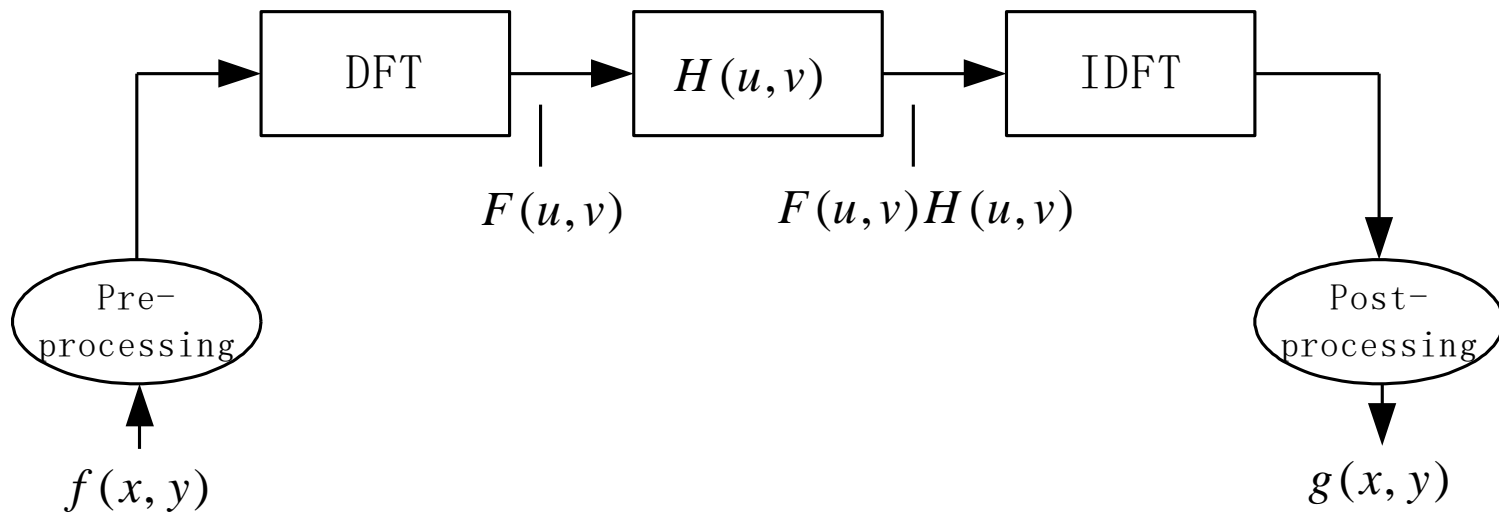 DFT
H(u,v)
IDFT
F(u,v)
F(u,v)H(u,v)
Pre-
processing
Post-
processing
f(x,y)
g(x,y)